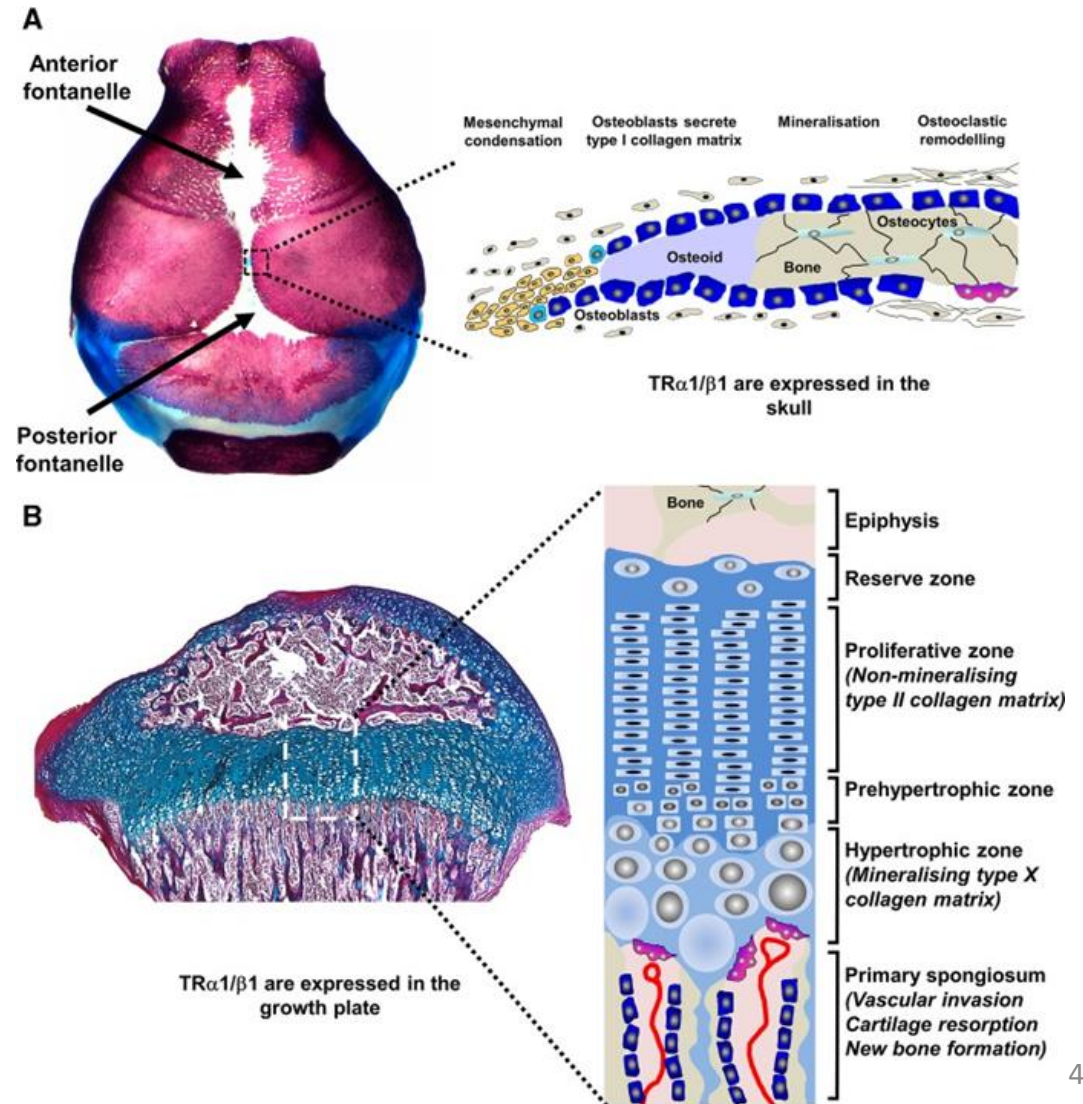 A
Anterior
fontanelle
Posterior
fontanelle
Mesenchymal
condensation
Osteoblasts secrete
type I collagen matrix
Mineralisation
Osteoclastic
remodelling
Osteocytes
Osteoid
Bone
Osteoblasts
TRα1/β1 are expressed in the
skull
B
Bone
Epiphysis
Reserve zone
Proliferative zone
(Non-mineralising
type II collagen matrix)
Prehypertrophic zone
Hypertrophic zone
(Mineralising type X
collagen matrix)
Primary spongiosum
(Vascular invasion
Cartilage resorption
New bone formation)
TRα1/β1 are expressed in the
growth plate
4